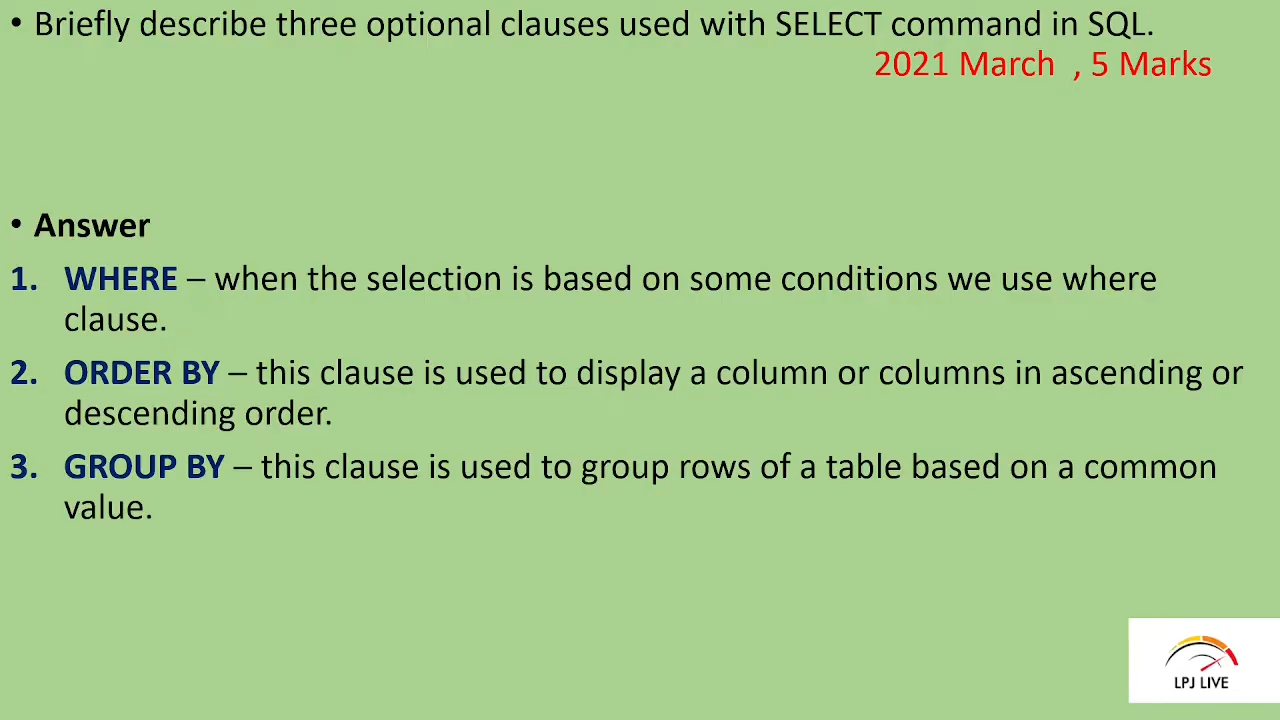 • Briefly describe three optional clauses used with SELECT command in SQL.
2021 March , 5 Marks
• Answer
1. WHERE – when the selection is based on some conditions we use where
clause.
2. ORDER BY – this clause is used to display a column or columns in ascending or
descending order.
3. GROUP BY – this clause is used to group rows of a table based on a common
value.
LPJ LIVE